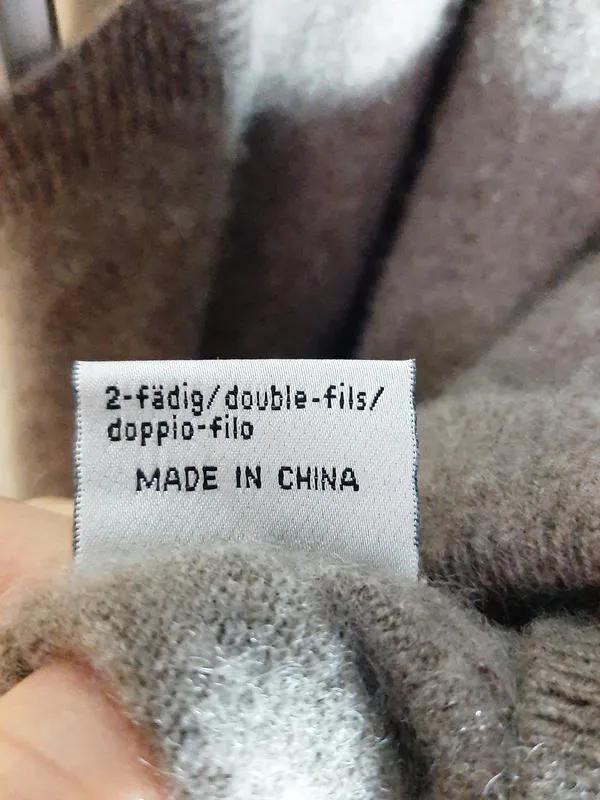 2-fädig/double-fils/
doppio-filo
MADE IN CHINA